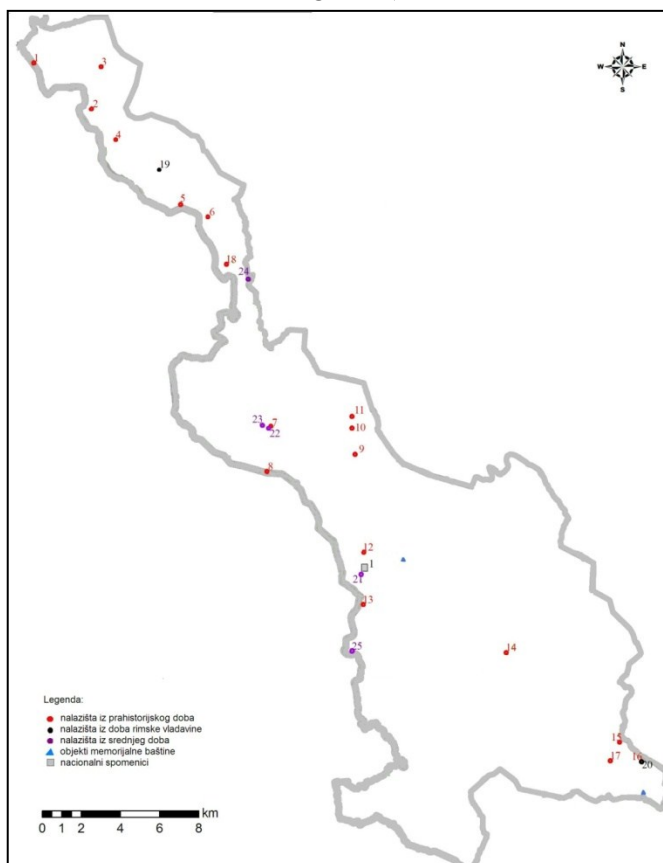 N
W E
S
1
3
2
4
19
5
6
18
24
11
23 7
22
10
9
8
12
1
21
13
25
14
15
16
17
20
Legenda:
nalazišta iz prahistorijskog doba
nalazišta iz doba rimske vladavine
nalazišta iz srednjeg doba
objekti memorijalne baštine
nacionalni spomenici
km
0 1 2 4 6 8